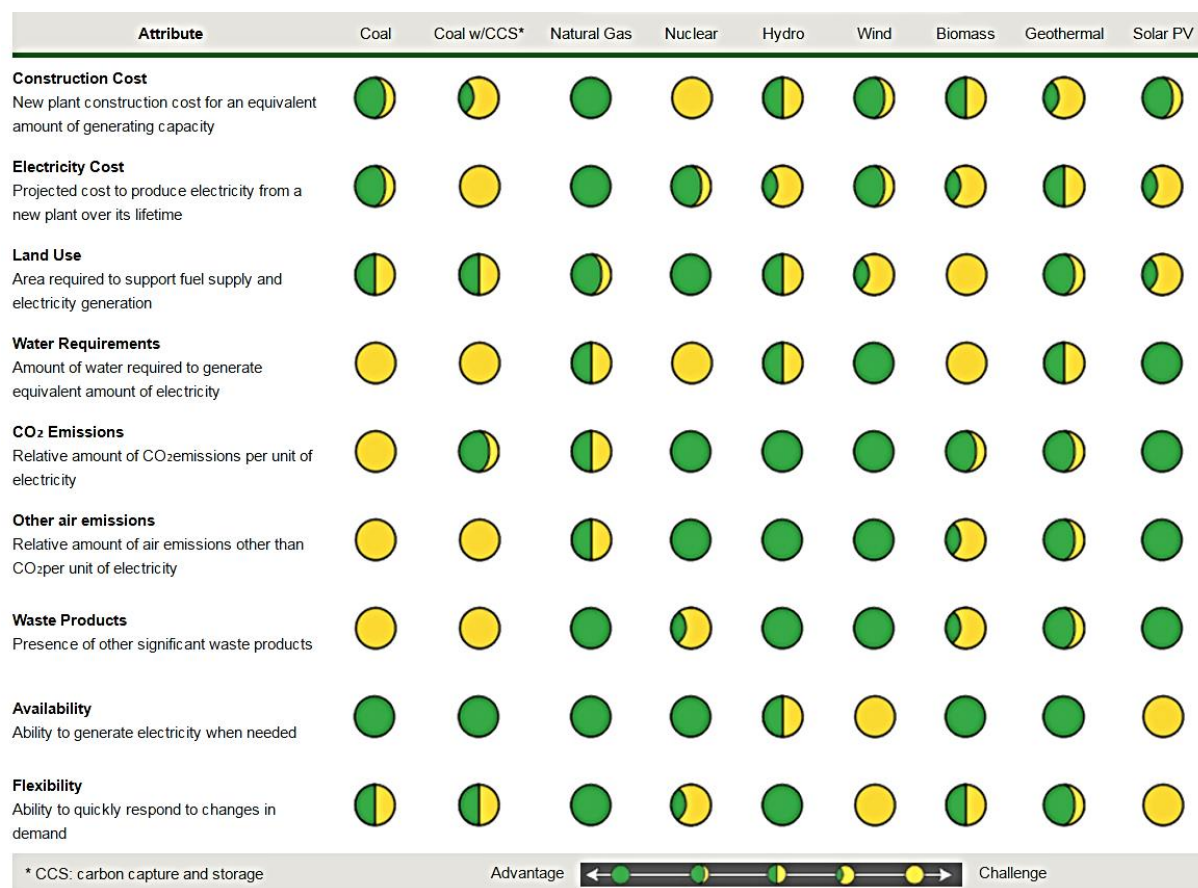 Attribute Coal Coal w/CCS* Natural Gas Nuclear Hydro Wind Biomass Geothermal Solar PV
Construction Cost
New plant construction cost for an equivalent
amount of generating capacity
Electricity Cost
Projected cost to produce electricity from a
new plant over its lifetime
Land Use
Area required to support fuel supply and
electricity generation
Water Requirements
Amount of water required to generate
equivalent amount of electricity
CO₂ Emissions
Relative amount of CO₂emissions per unit of
electricity
Other air emissions
Relative amount of air emissions other than
CO₂per unit of electricity
Waste Products
Presence of other significant waste products
Availability
Ability to generate electricity when needed
Flexibility
Ability to quickly respond to changes in
demand
* CCS: carbon capture and storage Advantage Challenge